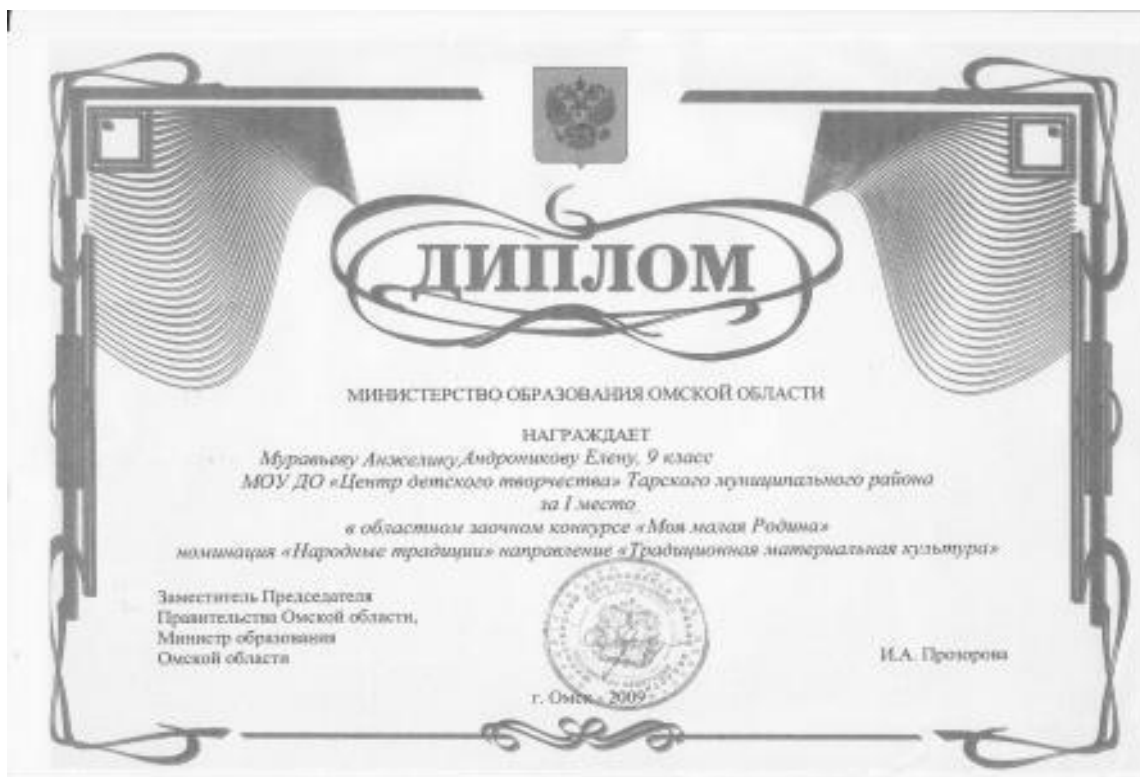 ДИПЛОМ
МИНИСТЕРСТВО ОБРАЗОВАНИЯ ОМСКОЙ ОБЛАСТИ
НАГРАЖДАЕТ
Муравьеву Анжелику, Андроникову Елену, 9 класс
МОУ ДО «Центр детского творчества» Тарского муниципального района
за I место
в областном заочном конкурсе «Моя малая Родина»
номинация «Народные традиции» направление «Традиционная материальная культура»
Заместитель Председателя
Правительства Омской области,
Министр образования
Омской области
И.А. Прозорова
г. Омск - 2009